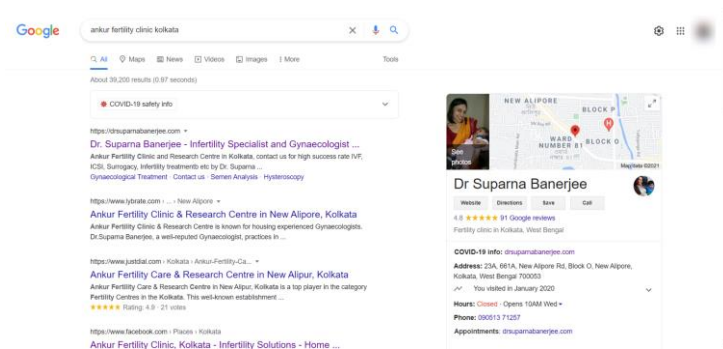 Google
ankur fertility clinic kolkata
All Maps News Videos Images More Tools
About 39,200 results (0.97 seconds)
COVID-19 safety info
https://drsuparnabanerjee.com
Dr. Suparna Banerjee - Infertility Specialist and Gynaecologist ...
Ankur Fertility Clinic and Research Centre in Kolkata, contact us for high success rate IVF,
ICSI, Surrogacy, Infertility treatments etc by Dr. Suparna ...
Gynaecological Treatment · Contact us · Semen Analysis · Hysteroscopy
https://www.lybrate.com › ... › New Alipore
Ankur Fertility Clinic & Research Centre in New Alipore, Kolkata
Ankur Fertility Clinic & Research Centre is known for housing experienced Gynaecologists.
Dr.Suparna Banerjee, a well-reputed Gynaecologist, practices in ...
https://www.justdial.com › Kolkata › Ankur-Fertility-Ca...
Ankur Fertility Care & Research Centre in New Alipur, Kolkata
Ankur Fertility Care & Research Centre in New Alipur, Kolkata is a top player in the category
Fertility Centres in the Kolkata. This well-known establishment ...
Rating: 4.9 · 21 votes
https://www.facebook.com › Places › Kolkata
Ankur Fertility Clinic, Kolkata - Infertility Solutions - Home ...
NEW ALIPORE
BLOCK P
WARD
NUMBER 81
BLOCK O
See
photos
Map data ©2021
Dr Suparna Banerjee
Website Directions Save Call
4.8 91 Google reviews
Fertility clinic in Kolkata, West Bengal
COVID-19 info: drsuparnabanerjee.com
Address: 23A, 661A, New Alipore Rd, Block O, New Alipore,
Kolkata, West Bengal 700053
You visited in January 2020
Hours: Closed · Opens 10AM Wed
Phone: 090513 71257
Appointments: drsuparnabanerjee.com